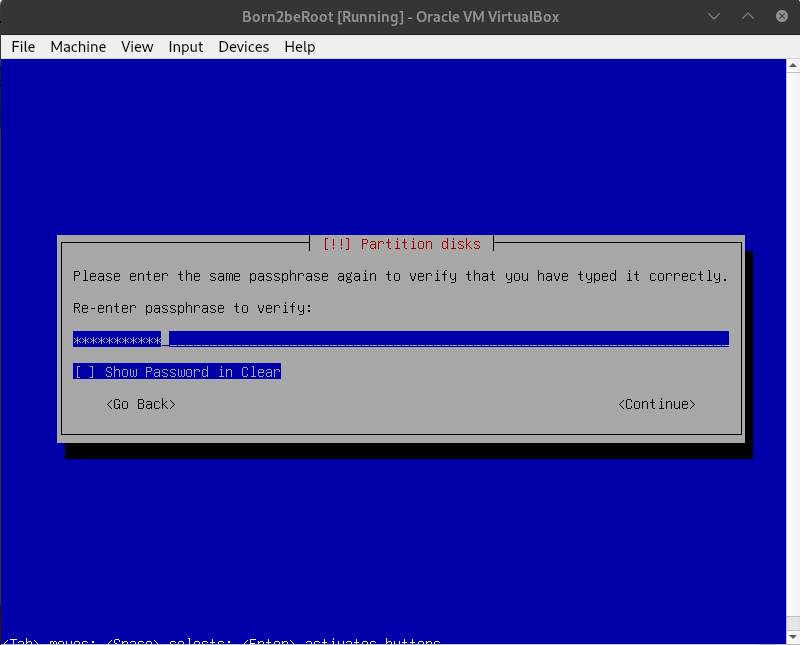 Born2beRoot [Running] - Oracle VM VirtualBox
File Machine View Input Devices Help
[!!] Partition disks
Please enter the same passphrase again to verify that you have typed it correctly.
Re-enter passphrase to verify:
***********
[ ] Show Password in Clear
<Go Back> <Continue>
<Tab> moves; <Space> selects; <Enter> activates buttons